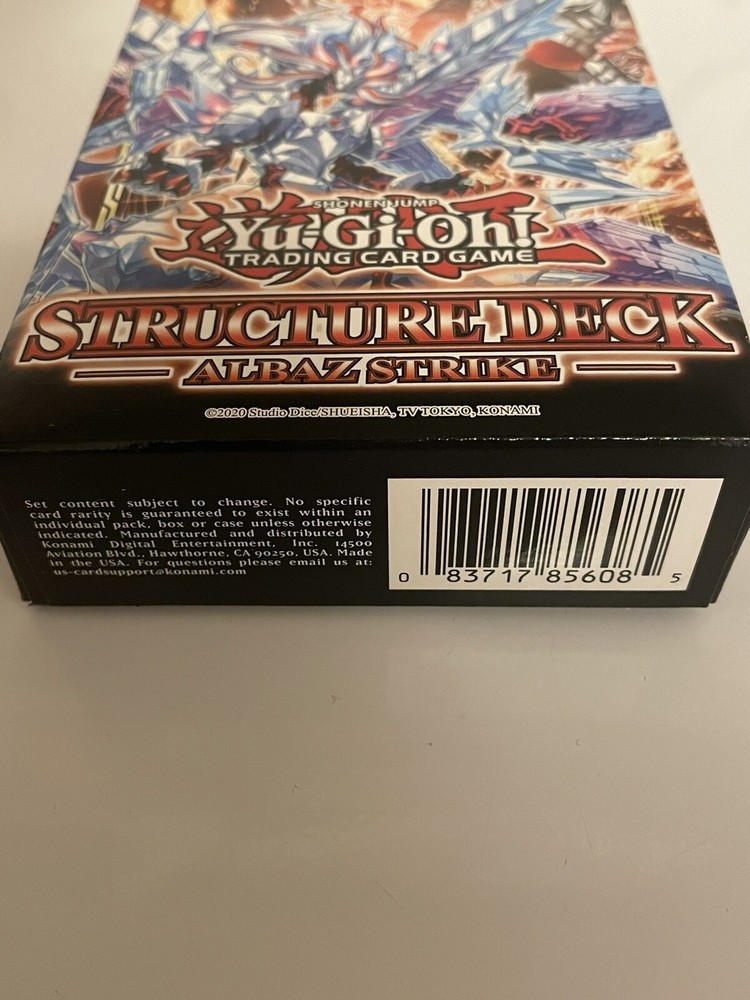 SHONEN JUMP
Yu-Gi-Oh!
TRADING CARD GAME
STRUCTURE DECK
ALBAZ STRIKE
©2020 Studio Dice/SHUEISHA, TV TOKYO, KONAMI
Set content subject to change. No specific
card rarity is guaranteed to exist within an
individual pack, box or case unless otherwise
indicated. Manufactured and distributed by
Konami Digital Entertainment, Inc. 14500
Aviation Blvd., Hawthorne, CA 90250, USA. Made
in the USA. For questions please email us at:
us-cardsupport@konami.com
0 83717 85608 5